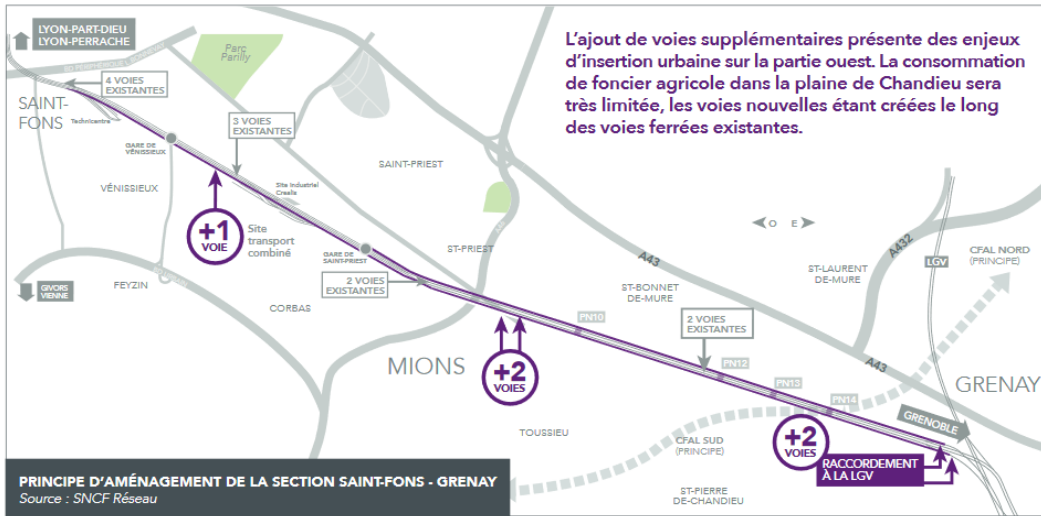 LYON-PART-DIEU
LYON-PERRACHE
BD PÉRIPHÉRIQUE L. BONNEVAY
Parc
Parilly
L'ajout de voies supplémentaires présente des enjeux
d'insertion urbaine sur la partie ouest. La consommation
de foncier agricole dans la plaine de Chandieu sera
très limitée, les voies nouvelles étant créées le long
des voies ferrées existantes.
4 VOIES
EXISTANTES
SAINT-
FONS
Technicentre
3 VOIES
EXISTANTES
GARE DE
VÉNISSIEUX
SAINT-PRIEST
VÉNISSIEUX
Site Industriel
Crealis
+1
VOIE
Site
transport
combiné
O E
A43
A432
LGV
CFAL NORD
(PRINCIPE)
ST-PRIEST
GARE DE
SAINT-PRIEST
ST-LAURENT
DE-MURE
2 VOIES
EXISTANTES
ST-BONNET
DE-MURE
GIVORS
VIENNE
FEYZIN
CORBAS
2 VOIES
EXISTANTES
PN10
MIONS
+2
VOIES
PN12
A43
GRENAY
PN13
PN14
GRENOBLE
TOUSSIEU
CFAL SUD
(PRINCIPE)
+2
VOIES
RACCORDEMENT
À LA LGV
ST-PIERRE
DE-CHANDIEU
PRINCIPE D'AMÉNAGEMENT DE LA SECTION SAINT-FONS - GRENAY
Source : SNCF Réseau